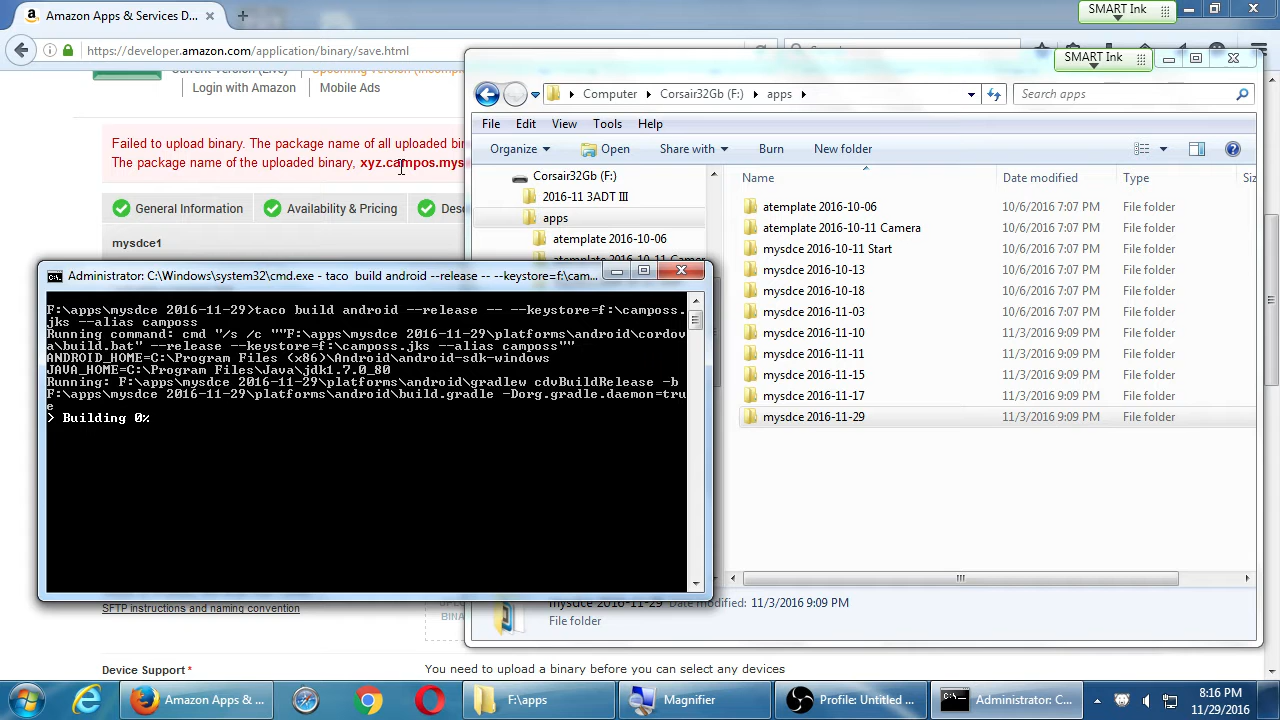 Amazon Apps & Services D...
SMART Ink
https://developer.amazon.com/application/binary/save.html
SMART Ink
Login with Amazon
Mobile Ads
Failed to upload binary. The package name of all uploaded
The package name of the uploaded binary, xyz.campos.mys
General Information
Availability & Pricing
mysdce1
Computer
Corsair32Gb (F:)
apps
Search apps
File
Edit
View
Tools
Help
Organize
Open
Share with
Burn
New folder
Corsair32Gb (F:)
2016-11 3ADT III
apps
atemplate 2016-10-06
Name
Date modified
Type
atemplate 2016-10-06
10/6/2016 7:07 PM
File folder
atemplate 2016-10-11 Camera
10/6/2016 7:07 PM
File folder
mysdce 2016-10-11 Start
10/6/2016 7:07 PM
File folder
mysdce 2016-10-13
10/6/2016 7:07 PM
File folder
mysdce 2016-10-18
10/6/2016 7:07 PM
File folder
mysdce 2016-11-03
10/6/2016 7:07 PM
File folder
mysdce 2016-11-10
11/3/2016 9:09 PM
File folder
mysdce 2016-11-11
11/3/2016 9:09 PM
File folder
mysdce 2016-11-15
11/3/2016 9:09 PM
File folder
mysdce 2016-11-17
11/3/2016 9:09 PM
File folder
mysdce 2016-11-29
11/3/2016 9:09 PM
File folder
Administrator: C:\Windows\system32\cmd.exe - taco build android --release -- --keystore=f:\cam...
F:\apps\mysdce 2016-11-29>taco build android --release -- --keystore=f:\camposs.
jks --alias camposs
Running command: cmd "/s /c ""F:\apps\mysdce 2016-11-29\platforms\android\cordov
a\build.bat" --release --keystore=f:\camposs.jks --alias camposs""
ANDROID_HOME=C:\Program Files (x86)\Android\android-sdk-windows
JAVA_HOME=C:\Program Files\Java\jdk1.7.0_80
Running: F:\apps\mysdce 2016-11-29\platforms\android\gradlew cdvBuildRelease -b
F:\apps\mysdce 2016-11-29\platforms\android\build.gradle -Dorg.gradle.daemon=tru
e
> Building 0%
mysdce 2016-11-29 Date modified: 11/3/2016 9:09 PM
File folder
SFTP instructions and naming convention
Device Support *
You need to upload a binary before you can select any devices
Amazon Apps & ...
F:\apps
Magnifier
Profile: Untitled ...
Administrator: C...
8:16 PM
11/29/2016